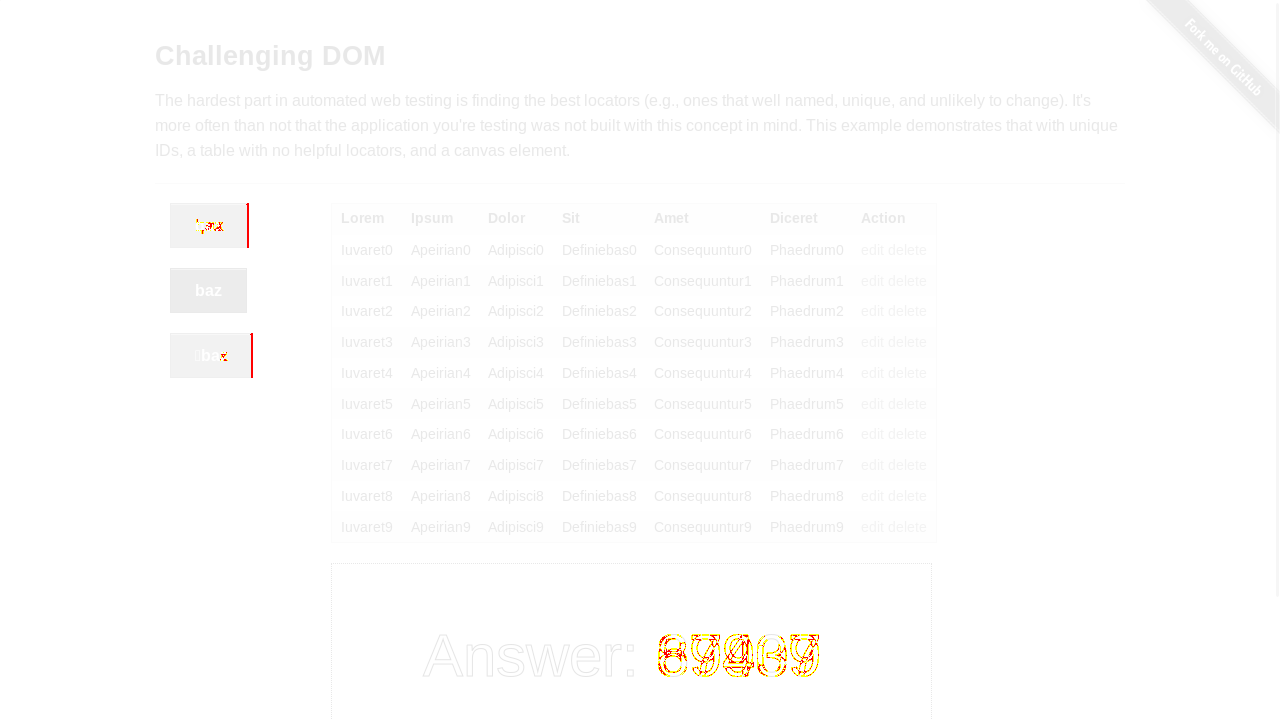 Fork me on GitHub
Challenging DOM
The hardest part in automated web testing is finding the best locators (e.g., ones that well named, unique, and unlikely to change). It's
more often than not that the application you're testing was not built with this concept in mind. This example demonstrates that with unique
IDs, a table with no helpful locators, and a canvas element.
baz
Lorem Ipsum Dolor Sit Amet Diceret Action
Iuvaret0 Apeirian0 Adipisci0 Definiebas0 Consequuntur0 Phaedrum0 edit delete
Iuvaret1 Apeirian1 Adipisci1 Definiebas1 Consequuntur1 Phaedrum1 edit delete
Iuvaret2 Apeirian2 Adipisci2 Definiebas2 Consequuntur2 Phaedrum2 edit delete
Iuvaret3 Apeirian3 Adipisci3 Definiebas3 Consequuntur3 Phaedrum3 edit delete
Iuvaret4 Apeirian4 Adipisci4 Definiebas4 Consequuntur4 Phaedrum4 edit delete
Iuvaret5 Apeirian5 Adipisci5 Definiebas5 Consequuntur5 Phaedrum5 edit delete
Iuvaret6 Apeirian6 Adipisci6 Definiebas6 Consequuntur6 Phaedrum6 edit delete
Iuvaret7 Apeirian7 Adipisci7 Definiebas7 Consequuntur7 Phaedrum7 edit delete
Iuvaret8 Apeirian8 Adipisci8 Definiebas8 Consequuntur8 Phaedrum8 edit delete
Iuvaret9 Apeirian9 Adipisci9 Definiebas9 Consequuntur9 Phaedrum9 edit delete
Answer: